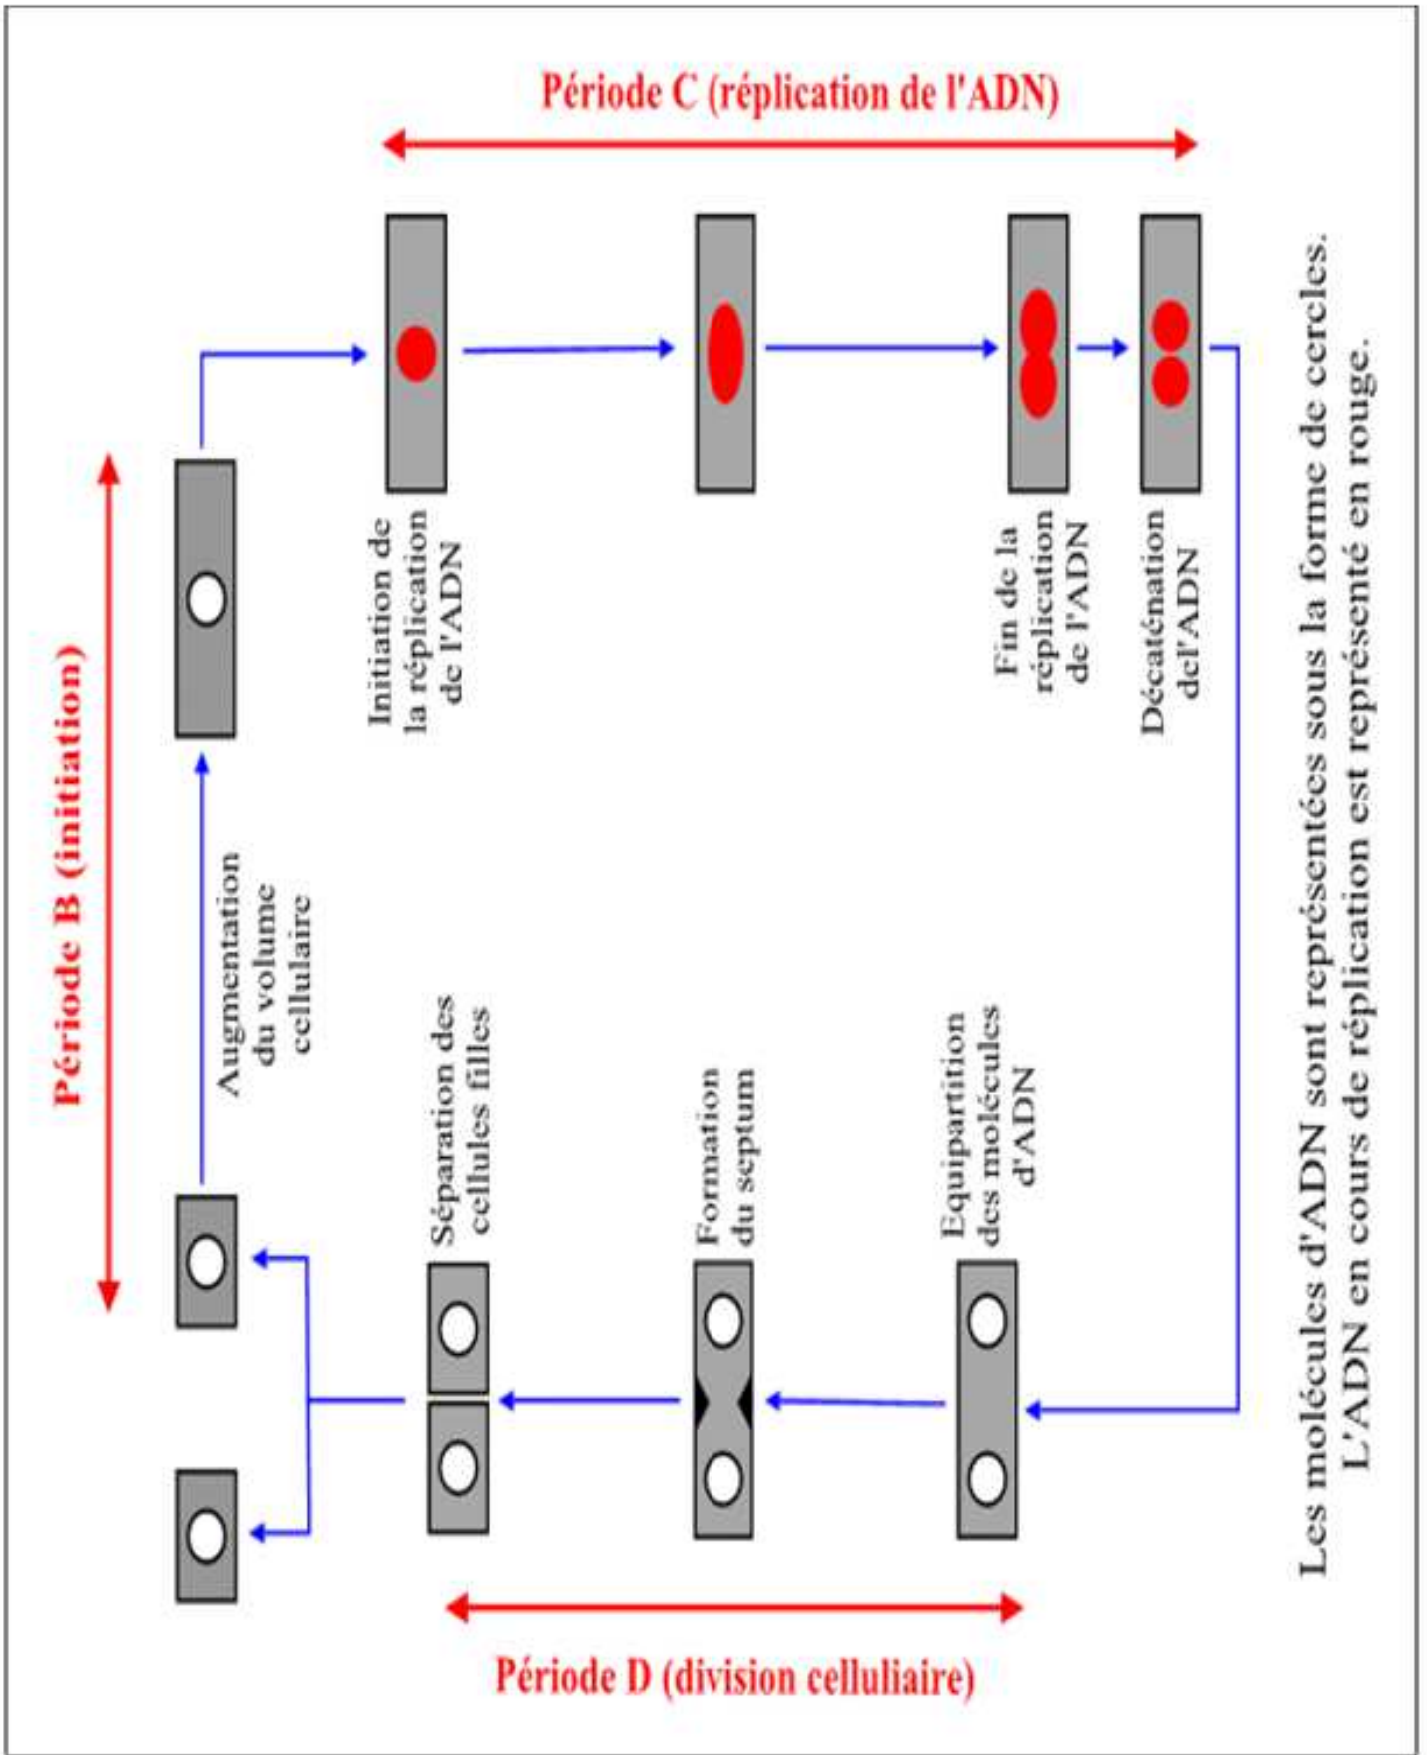 Période B (initiation)
Augmentation
du volume
cellulaire
Période C (réplication de l'ADN)
Initiation de
la réplication
de l'ADN
Fin de la
réplication
de l'ADN
Décaténation
del'ADN
Séparation des
cellules filles
Formation
du septum
Equipartition
des molécules
d'ADN
Période D (division celluliaire)
Les molécules d'ADN sont représentées sous la forme de cercles.
L'ADN en cours de réplication est représenté en rouge.